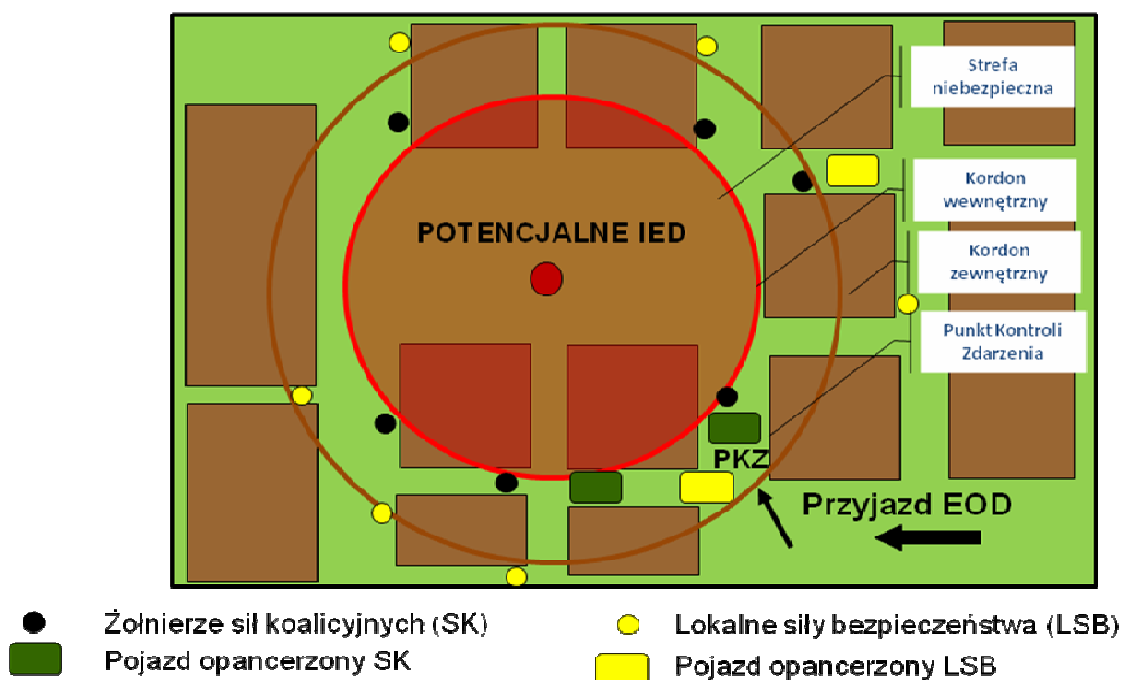 Strefa
niebezpieczna
Kordon
wewnętrzny
POTENCJALNE IED
Kordon
zewnętrzny
Punkt Kontroli
Zdarzenia
PKZ
Przyjazd EOD
Żołnierze sił koalicyjnych (SK)
Lokalne siły bezpieczeństwa (LSB)
Pojazd opancerzony SK
Pojazd opancerzony LSB